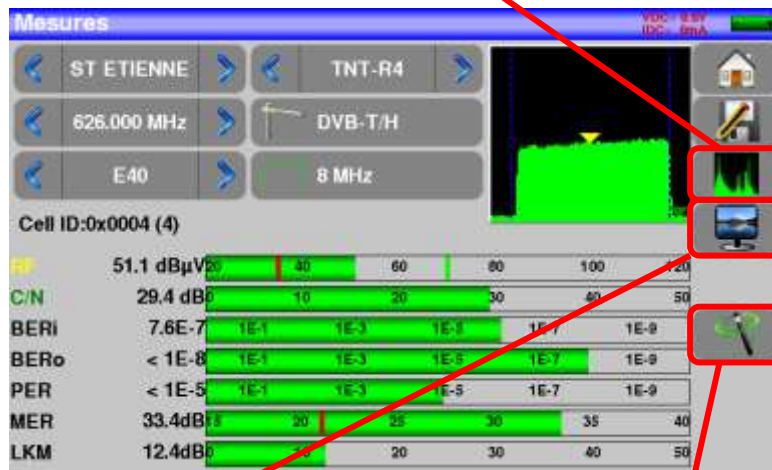 Mesures
VDC: 0.0V
IDC: 0mA
ST ETIENNE TNT-R4
626.000 MHz DVB-T/H
E40 8 MHz
Cell ID:0x0004 (4)
RF 51.1 dBµV 20 40 60 80 100 120
C/N 29.4 dB 0 10 20 30 40 50
BERi 7.6E-7 1E-1 1E-3 1E-5 1E-7 1E-9
BERo < 1E-8 1E-1 1E-3 1E-5 1E-7 1E-9
PER < 1E-5 1E-1 1E-3 1E-5 1E-7 1E-9
MER 33.4dB 15 20 25 30 35 40
LKM 12.4dB 0 10 20 30 40 50